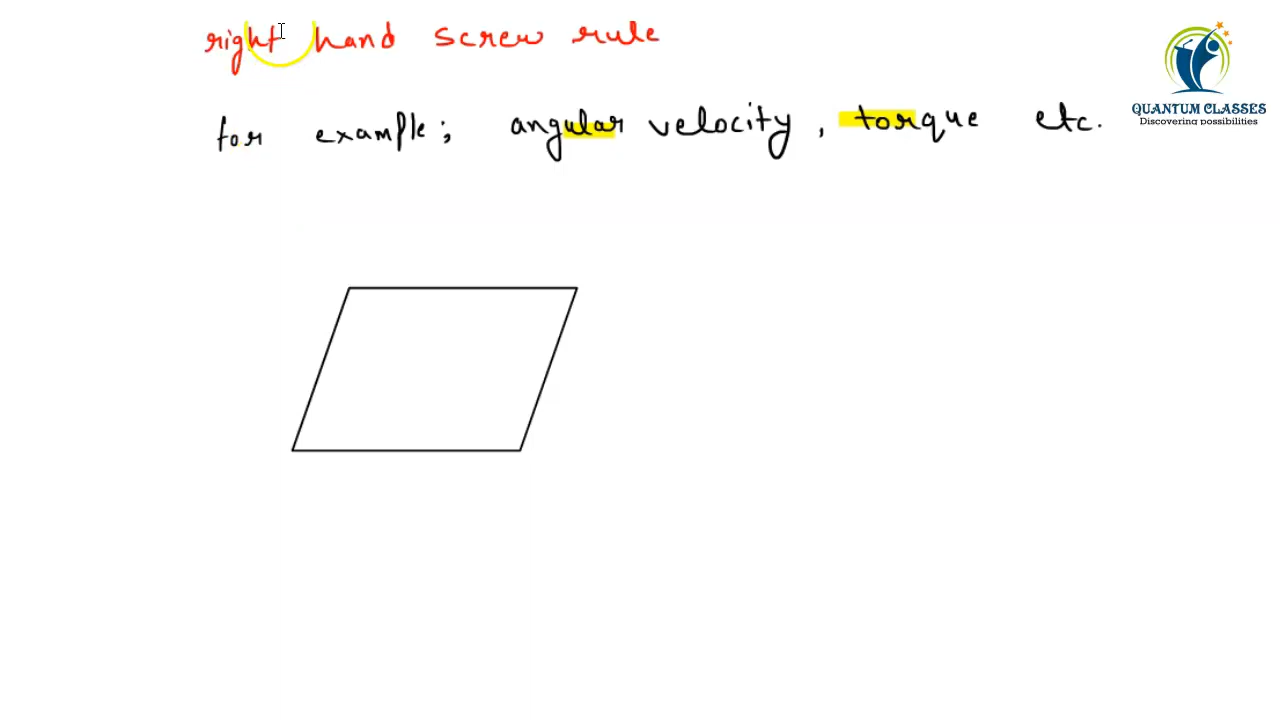 right hand screw rule
for example; angular velocity, torque etc.
QUANTUM CLASSES
Discovering possibilities